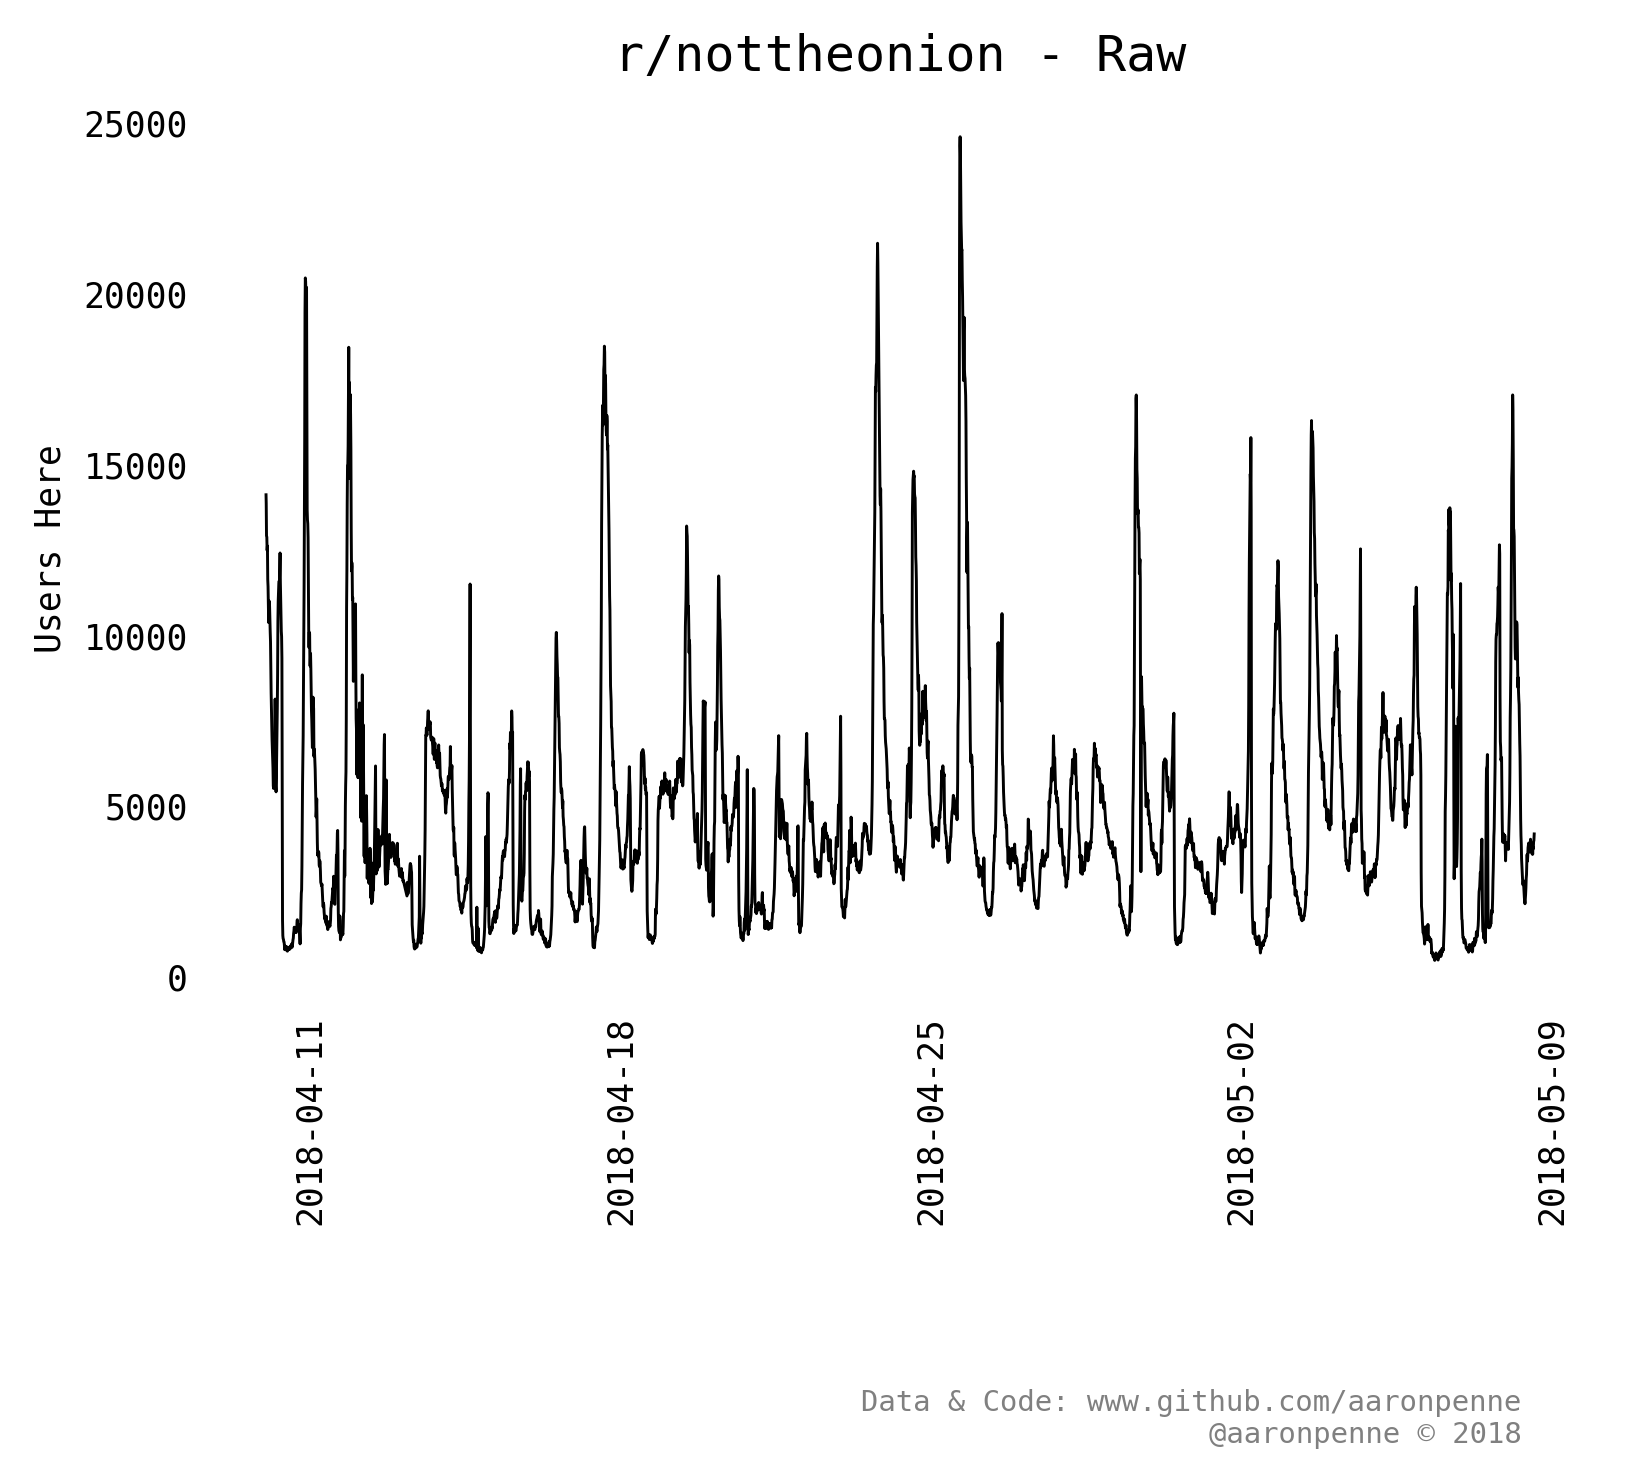 r/nottheonion - Raw
25000
20000
15000
10000
5000
0
Users Here
2018-04-11
2018-04-18
2018-04-25
2018-05-02
2018-05-09
Data & Code: www.github.com/aaronpenne
@aaronpenne © 2018